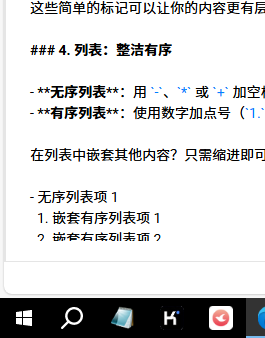 这些简单的标记可以让你的内容更有层
### 4. 列表：整洁有序
- **无序列表**：用 `-`、`*` 或 `+` 加空
- **有序列表**：使用数字加点号（`1.`
在列表中嵌套其他内容？只需缩进即可
- 无序列表项 1
1. 嵌套有序列表项 1
2. 嵌套有序列表项 2